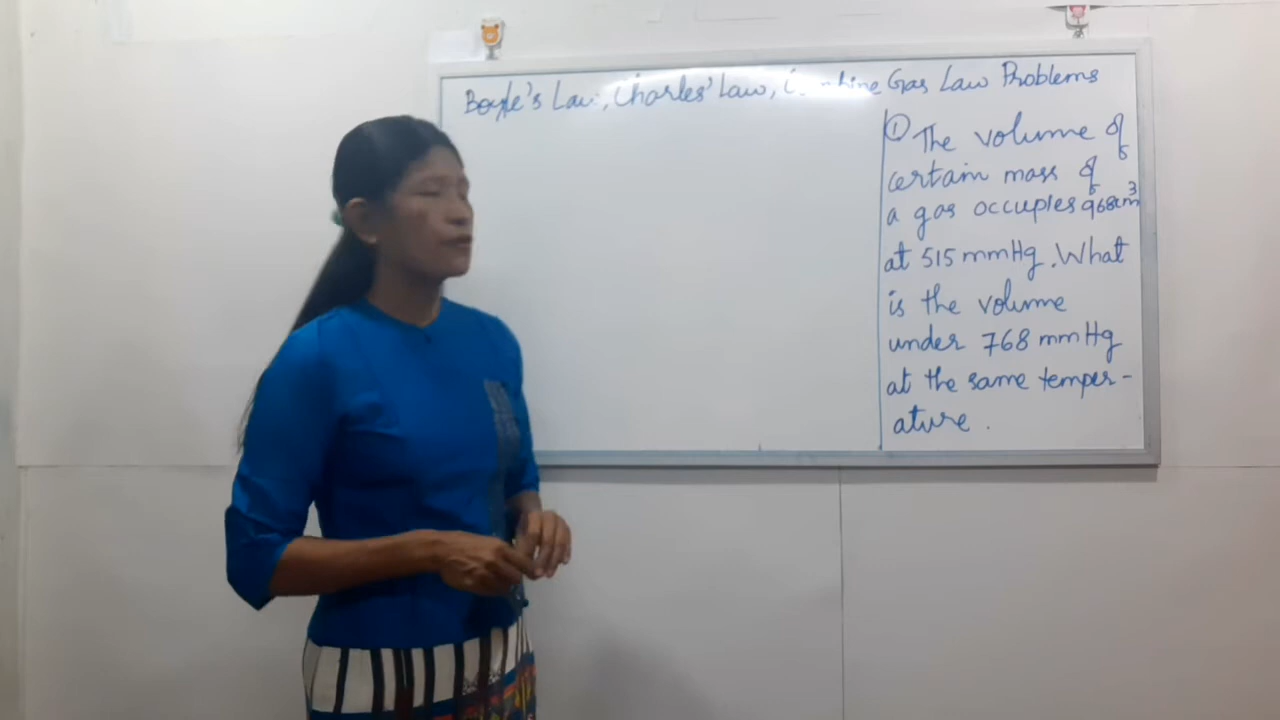 Boyle's Law, Charles' Law, Gas Law Problems
① The volume of
certain mass of
a gas occupies 968cm³
at 515 mmHg. What
is the volume
under 768 mmHg
at the same temper-
ature.